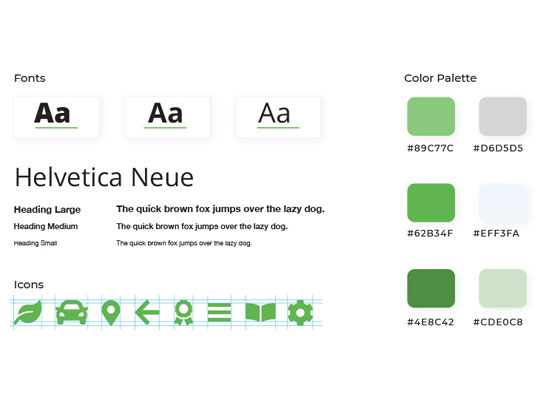 Fonts
Aa Aa Aa
Helvetica Neue
Heading Large The quick brown fox jumps over the lazy dog.
Heading Medium The quick brown fox jumps over the lazy dog.
Heading Small The quick brown fox jumps over the lazy dog.
Icons
Color Palette
#89C77C #D6D5D5
#62B34F #EFF3FA
#4E8C42 #CDE0C8